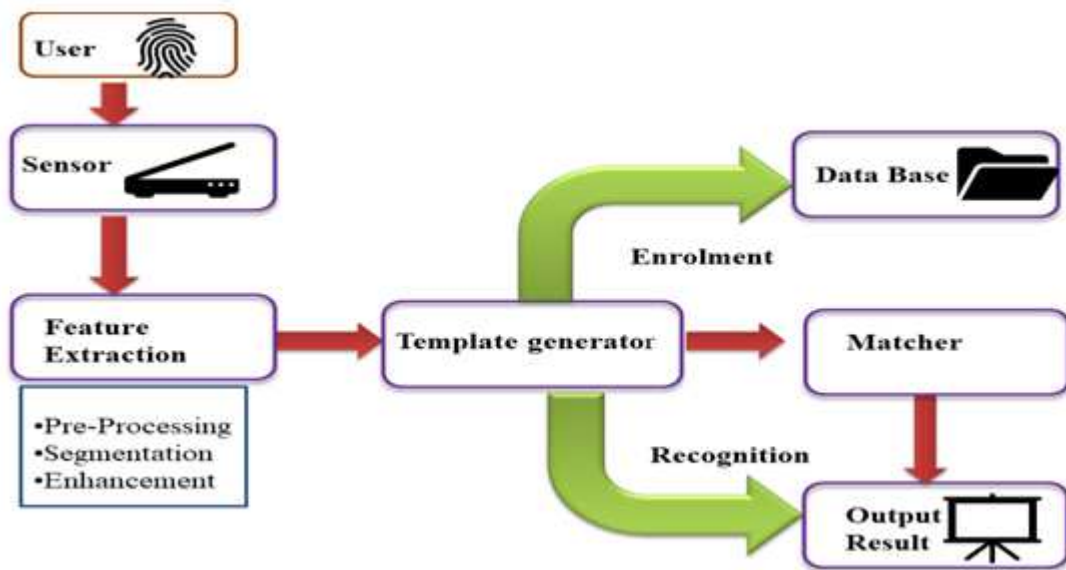 User
Sensor
Data Base
Enrolment
Feature
Extraction
Template generator
Matcher
•Pre-Processing
•Segmentation
•Enhancement
Recognition
Output
Result